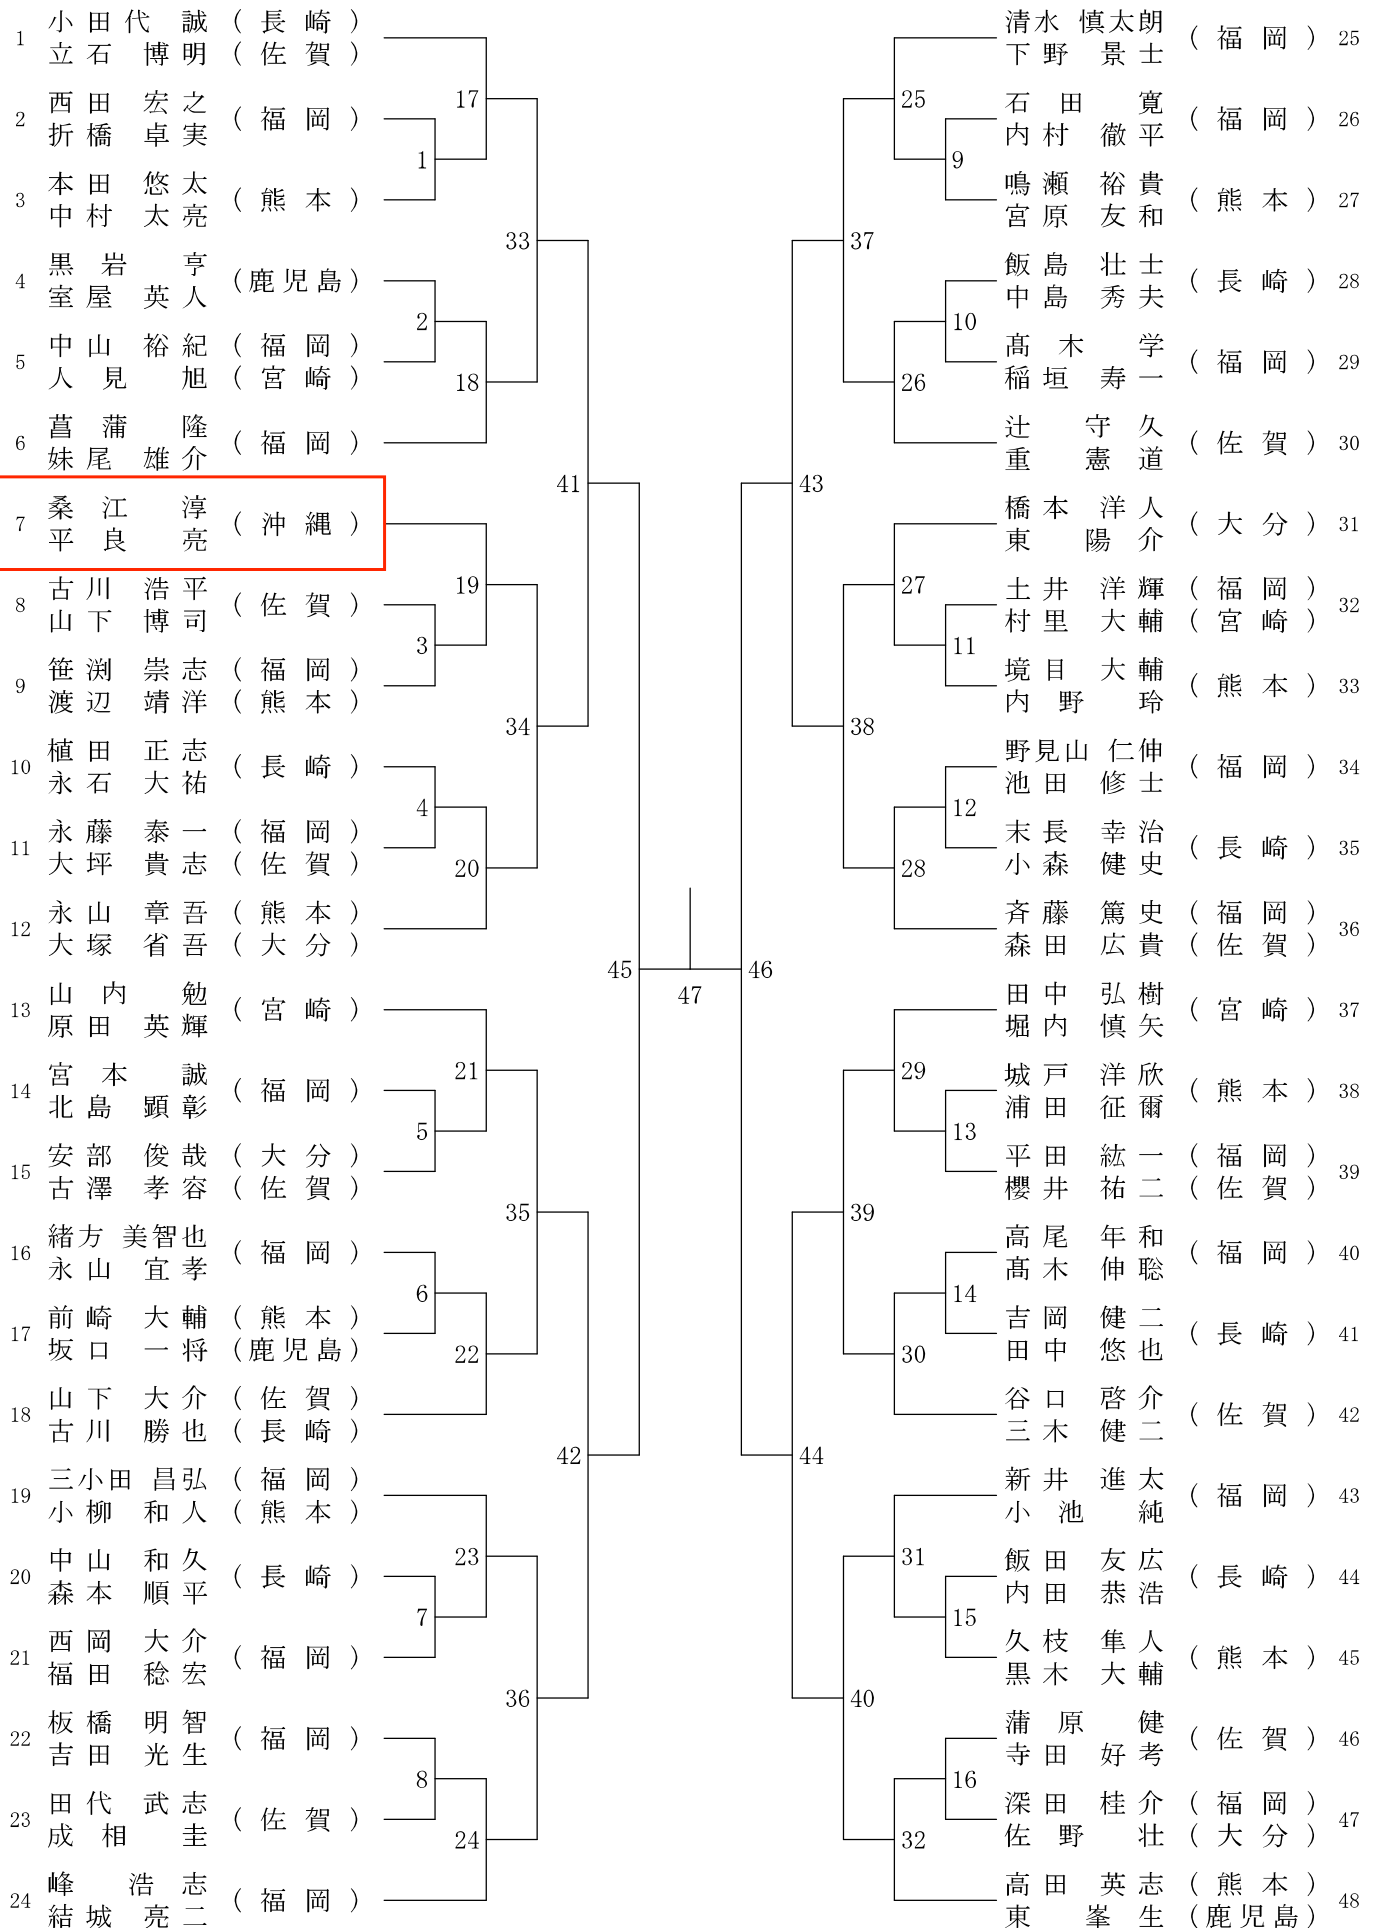 1 小田代 誠 (長崎)
立石 博明 (佐賀)
2 西田 宏之 (福岡)
折橋 卓実
1
3 本田 悠太 (熊本)
中村 太亮
17
4 黒岩 亨 (鹿児島)
室屋 英人
2
5 中山 裕紀 (福岡)
人見 旭 (宮崎)
18
6 菖蒲 隆 (福岡)
妹尾 雄介
33
7 桑江 淳 (沖縄)
平良 亮
19
8 古川 浩平 (佐賀)
山下 博司
3
9 笹渕 崇志 (福岡)
渡辺 靖洋 (熊本)
34
10 植田 正志 (長崎)
永石 大祐
4
11 永藤 泰一 (福岡)
大坪 貴志 (佐賀)
20
12 永山 章吾 (熊本)
大塚 省吾 (大分)
41
13 山内 勉 (宮崎)
原田 英輝
21
14 宮本 誠 (福岡)
北島 顕彰
5
15 安部 俊哉 (大分)
古澤 孝容 (佐賀)
35
16 緒方 美智也 (福岡)
永山 宜孝
6
17 前崎 大輔 (熊本)
坂口 一将 (鹿児島)
22
18 山下 大介 (佐賀)
古川 勝也 (長崎)
42
19 三小田 昌弘 (福岡)
小柳 和人 (熊本)
23
20 中山 和久 (長崎)
森本 順平
7
21 西岡 大介 (福岡)
福田 稔宏
36
22 板橋 明智 (福岡)
吉田 光生
8
23 田代 武志 (佐賀)
成相 圭
24
24 峰 浩志 (福岡)
結城 亮二
45
47
46
清水 慎太朗 (福岡) 25
下野 景士
25
石田 寛 (福岡) 26
内村 徹平
9
鳴瀬 裕貴 (熊本) 27
宮原 友和
37
飯島 壮士 (長崎) 28
中島 秀夫
10
髙木 学 (福岡) 29
稲垣 寿一
26
辻 守久 (佐賀) 30
重 憲道
43
橋本 洋人 (大分) 31
東 陽介
27
土井 洋輝 (福岡) 32
村里 大輔 (宮崎)
11
境目 大輔 (熊本) 33
内野 玲
38
野見山 仁伸 (福岡) 34
池田 修士
12
末長 幸治 (長崎) 35
小森 健史
28
斉藤 篤史 (福岡) 36
森田 広貴 (佐賀)
田中 弘樹 (宮崎) 37
堀内 慎矢
29
城戸 洋欣 (熊本) 38
浦田 征爾
13
平田 紘一 (福岡) 39
櫻井 祐二 (佐賀)
39
高尾 年和 (福岡) 40
髙木 伸聡
14
吉岡 健二 (長崎) 41
田中 悠也
30
谷口 啓介 (佐賀) 42
三木 健二
44
新井 進太 (福岡) 43
小池 純
31
飯田 友広 (長崎) 44
内田 恭浩
15
久枝 隼人 (熊本) 45
黒木 大輔
40
蒲原 健 (佐賀) 46
寺田 好考
16
深田 桂介 (福岡) 47
佐野 壮 (大分)
32
高田 英志 (熊本) 48
東 峯生 (鹿児島)